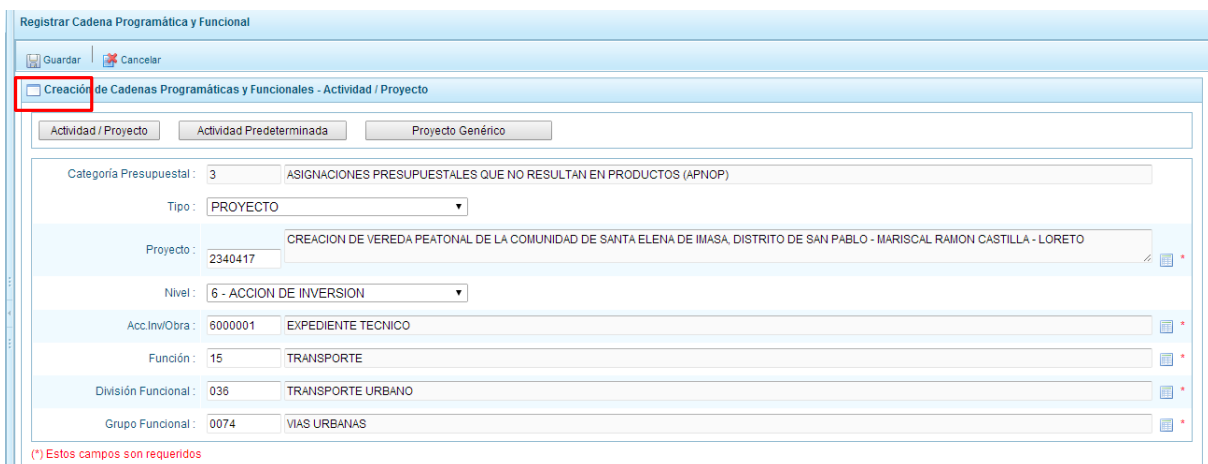 Registrar Cadena Programática y Funcional
Guardar Cancelar
Creación de Cadenas Programáticas y Funcionales - Actividad / Proyecto
Actividad / Proyecto Actividad Predeterminada Proyecto Genérico
Categoría Presupuestal : 3 ASIGNACIONES PRESUPUESTALES QUE NO RESULTAN EN PRODUCTOS (APNOP)
Tipo : PROYECTO
Proyecto : 2340417 CREACION DE VEREDA PEATONAL DE LA COMUNIDAD DE SANTA ELENA DE IMASA, DISTRITO DE SAN PABLO - MARISCAL RAMON CASTILLA - LORETO *
Nivel : 6 - ACCION DE INVERSION
Acc.Inv/Obra : 6000001 EXPEDIENTE TECNICO *
Función : 15 TRANSPORTE *
División Funcional : 036 TRANSPORTE URBANO *
Grupo Funcional : 0074 VIAS URBANAS *
(*) Estos campos son requeridos